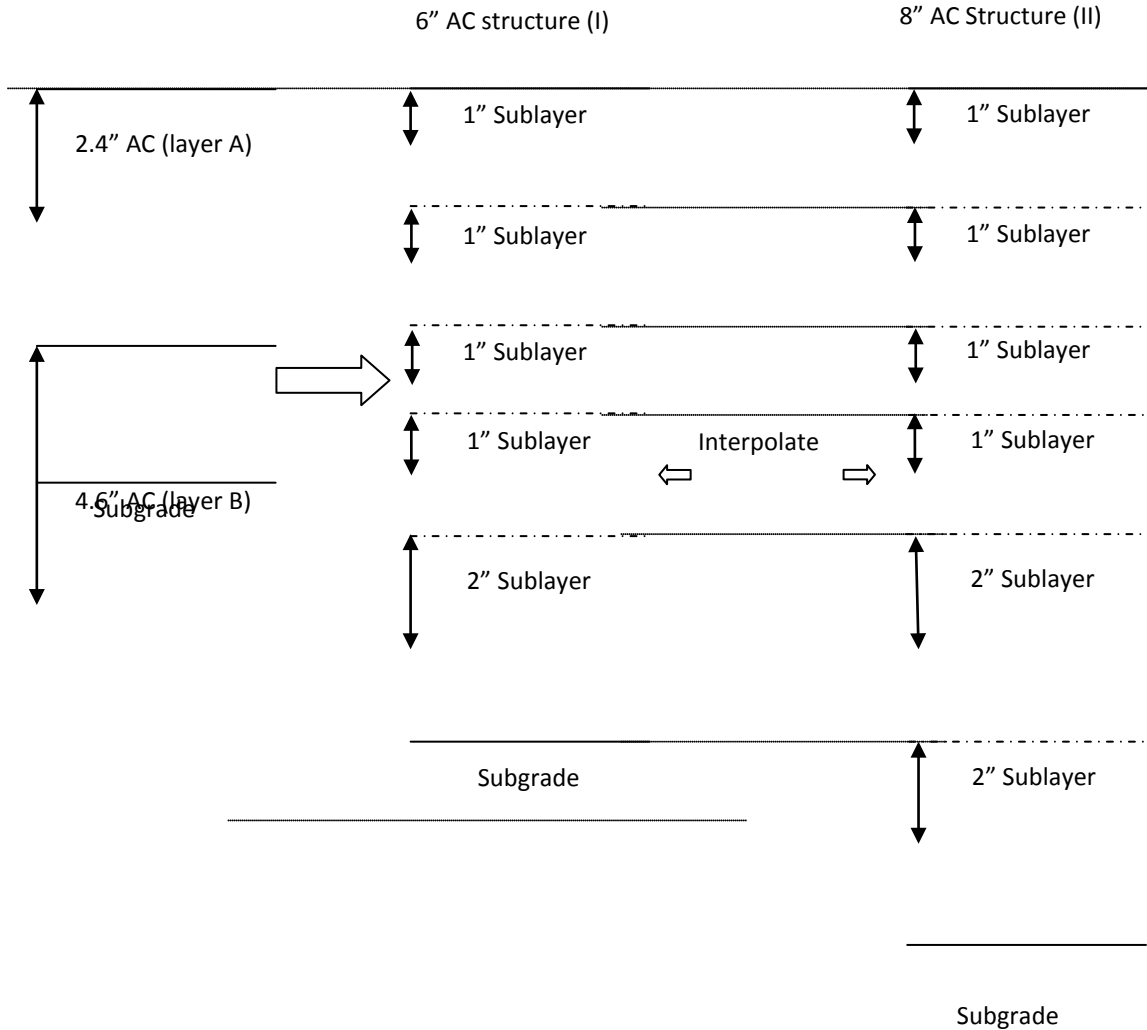 6” AC structure (I)
8” AC Structure (II)
2.4” AC (layer A)
1” Sublayer
1” Sublayer
1” Sublayer
1” Sublayer
1” Sublayer
1” Sublayer
1” Sublayer
Interpolate
1” Sublayer
4.6” AC (layer B)
Subgrade
2” Sublayer
2” Sublayer
Subgrade
2” Sublayer
Subgrade